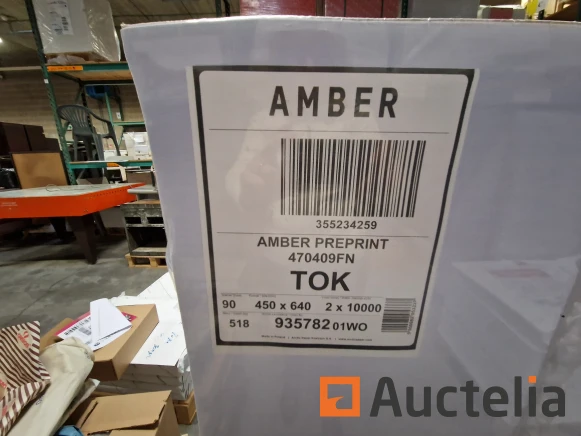 AMBER
355234259
AMBER PREPRINT
470409FN
TOK
90 450 x 640 2 x 10000
518 935782 01WO
Auctelia